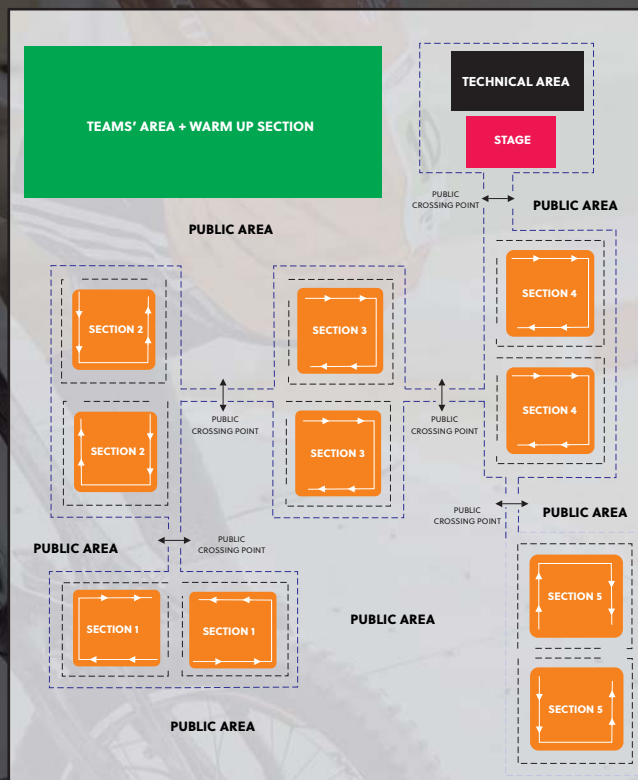 TECHNICAL AREA
TEAMS' AREA + WARM UP SECTION
STAGE
PUBLIC
CROSSING POINT
PUBLIC AREA
PUBLIC AREA
SECTION 4
SECTION 2
SECTION 3
SECTION 4
PUBLIC
CROSSING POINT
PUBLIC
CROSSING POINT
SECTION 2
SECTION 3
PUBLIC
CROSSING POINT
PUBLIC AREA
PUBLIC
CROSSING POINT
PUBLIC AREA
SECTION 5
PUBLIC AREA
SECTION 1
SECTION 1
SECTION 5
PUBLIC AREA